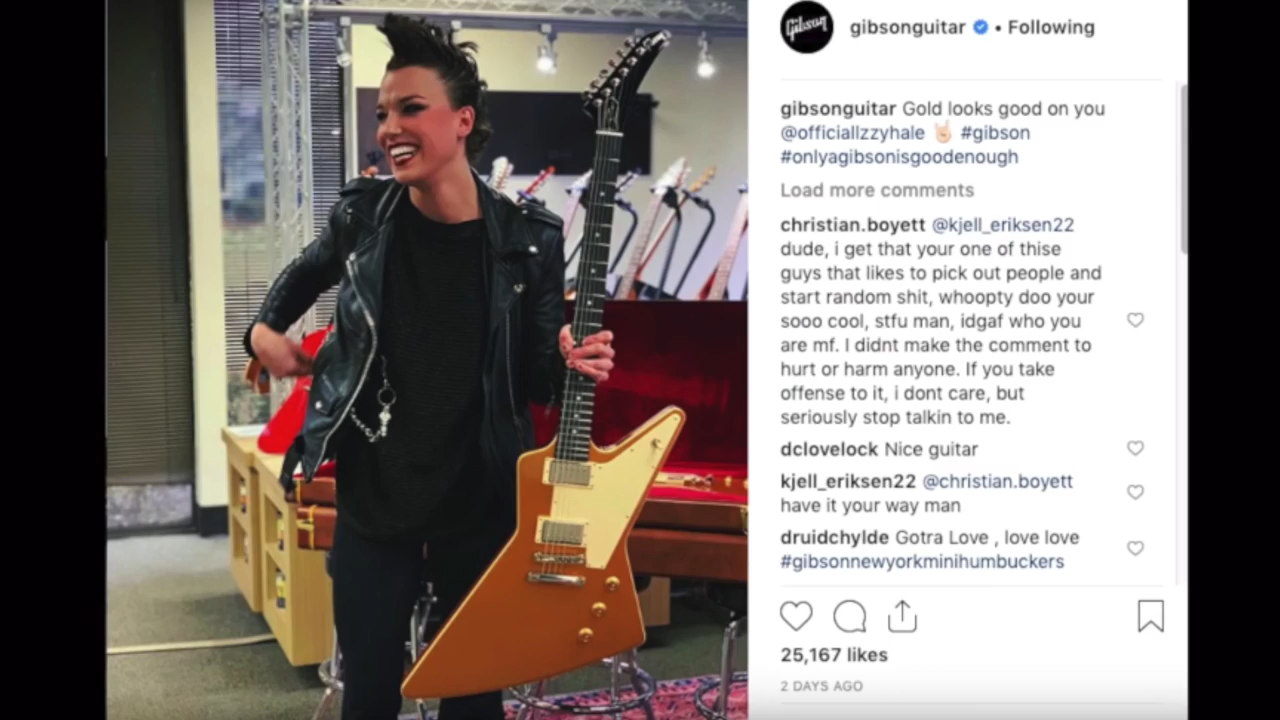 Gibson
gibsonguitar • Following
gibsonguitar Gold looks good on you
@officiallzzyhale 🤘🏻 #gibson
#onlyagibsonisgoodenough
Load more comments
christian.boyett @kjell_eriksen22
dude, i get that your one of thise
guys that likes to pick out people and
start random shit, whoopty doo your
sooo cool, stfu man, idgaf who you
are mf. I didnt make the comment to
hurt or harm anyone. If you take
offense to it, i dont care, but
seriously stop talkin to me.
dclovelock Nice guitar
kjell_eriksen22 @christian.boyett
have it your way man
druidchylde Gotra Love , love love
#gibsonnewyorkminihumbuckers
25,167 likes
2 DAYS AGO